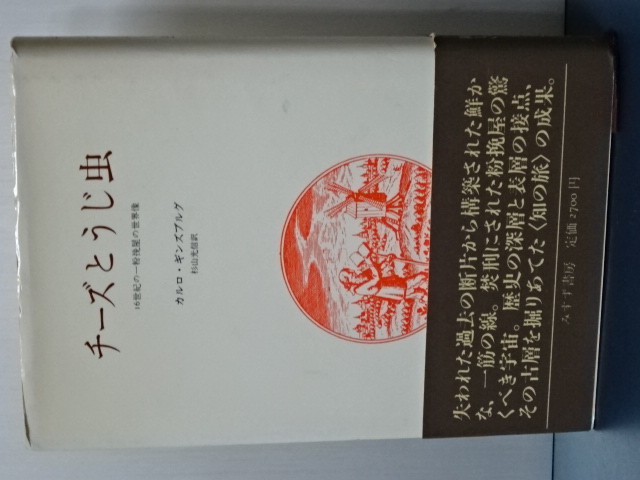 チーズとうじ虫
16世紀の一粉挽屋の世界像
カルロ・ギンズブルグ
杉山光信訳
失われた過去の断片から構築された鮮か
な、一筋の線。焚刑にされた粉挽屋の驚
くべき宇宙。歴史の深層と表層の接点、
その古層を掘りあてた〈知の旅〉の成果。
みすず書房 定価 2700 円